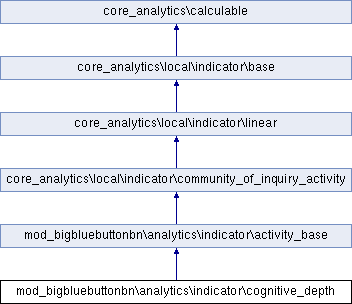 core_analytics\calculable
core_analytics\local\indicator\base
core_analytics\local\indicator\linear
core_analytics\local\indicator\community_of_inquiry_activity
mod_bigbluebuttonbn\analytics\indicator\activity_base
mod_bigbluebuttonbn\analytics\indicator\cognitive_depth